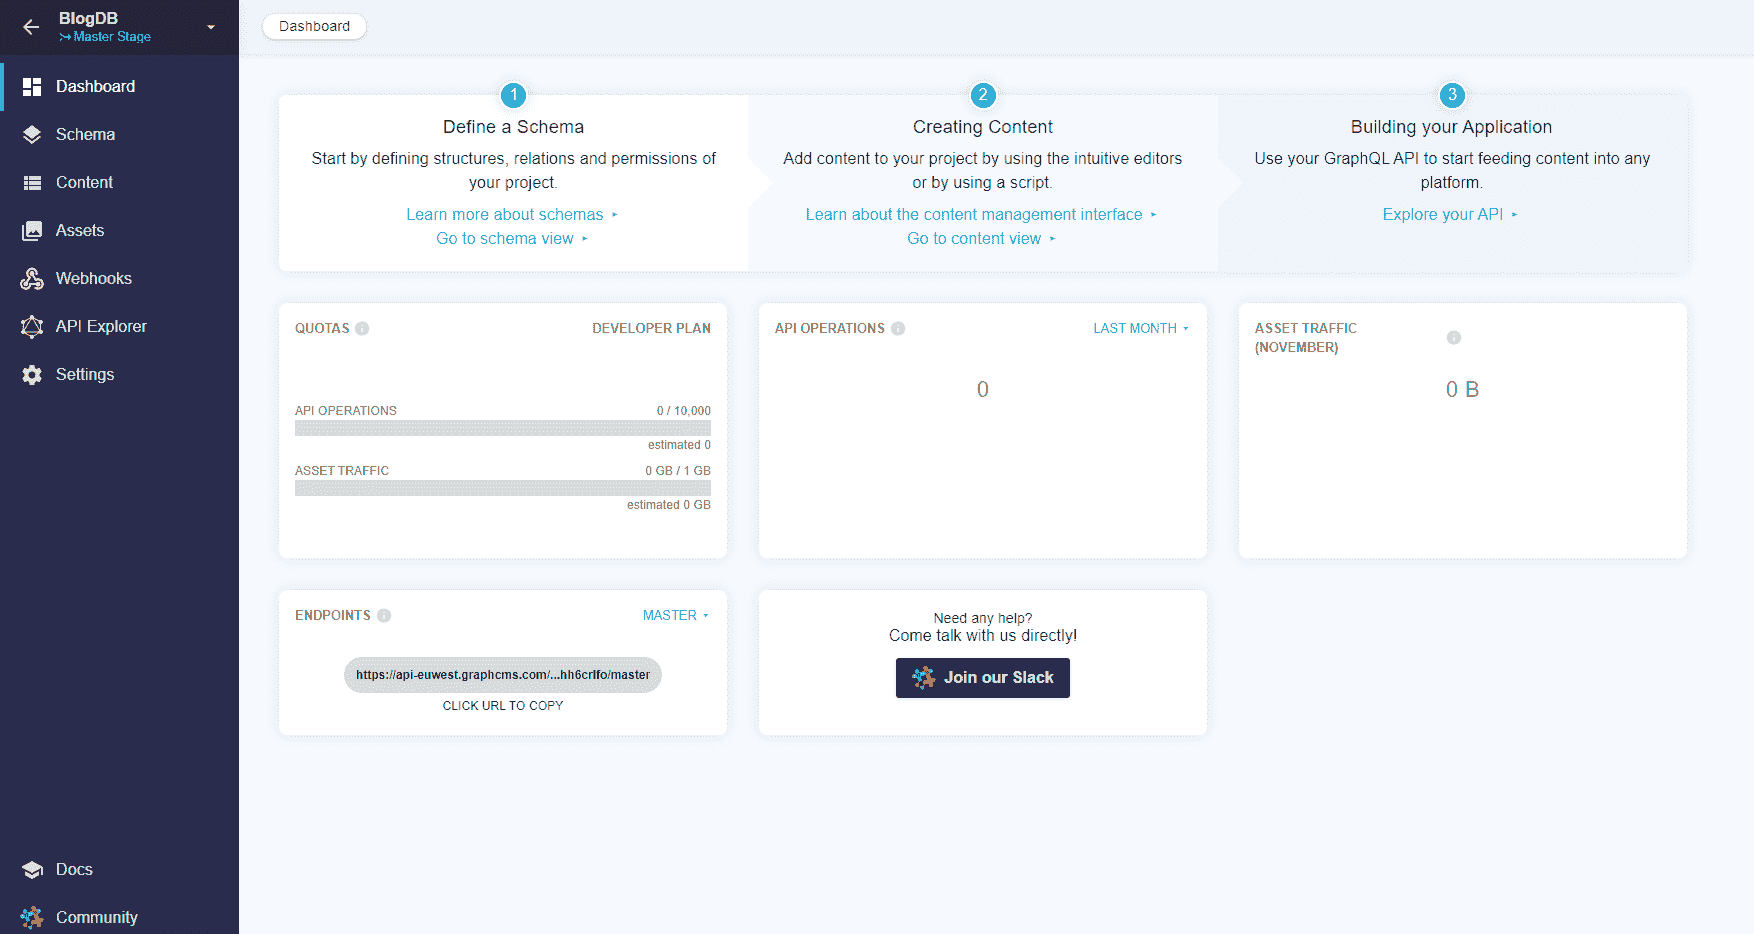 BlogDB
Master Stage
Dashboard
Schema
Content
Assets
Webhooks
API Explorer
Settings
Docs
Community
Dashboard
1
Define a Schema
Start by defining structures, relations and permissions of
your project.
Learn more about schemas
Go to schema view
2
Creating Content
Add content to your project by using the intuitive editors
or by using a script.
Learn about the content management interface
Go to content view
3
Building your Application
Use your GraphQL API to start feeding content into any
platform.
Explore your API
QUOTAS DEVELOPER PLAN
API OPERATIONS 0 / 10,000
estimated 0
ASSET TRAFFIC 0 GB / 1 GB
estimated 0 GB
API OPERATIONS LAST MONTH
0
ASSET TRAFFIC
(NOVEMBER)
0 B
ENDPOINTS MASTER
https://api-euwest.graphcms.com/...hh6crlfo/master
CLICK URL TO COPY
Need any help?
Come talk with us directly!
Join our Slack